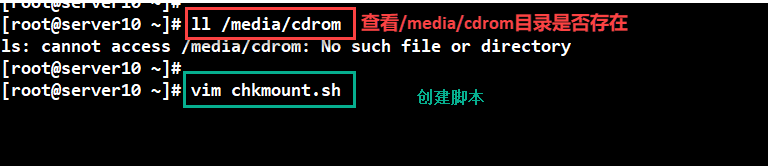 [root@server10 ~]#
[root@server10 ~]# ll /media/cdrom 查看/media/cdrom目录是否存在
ls: cannot access /media/cdrom: No such file or directory
[root@server10 ~]#
[root@server10 ~]# vim chkmount.sh 创建脚本